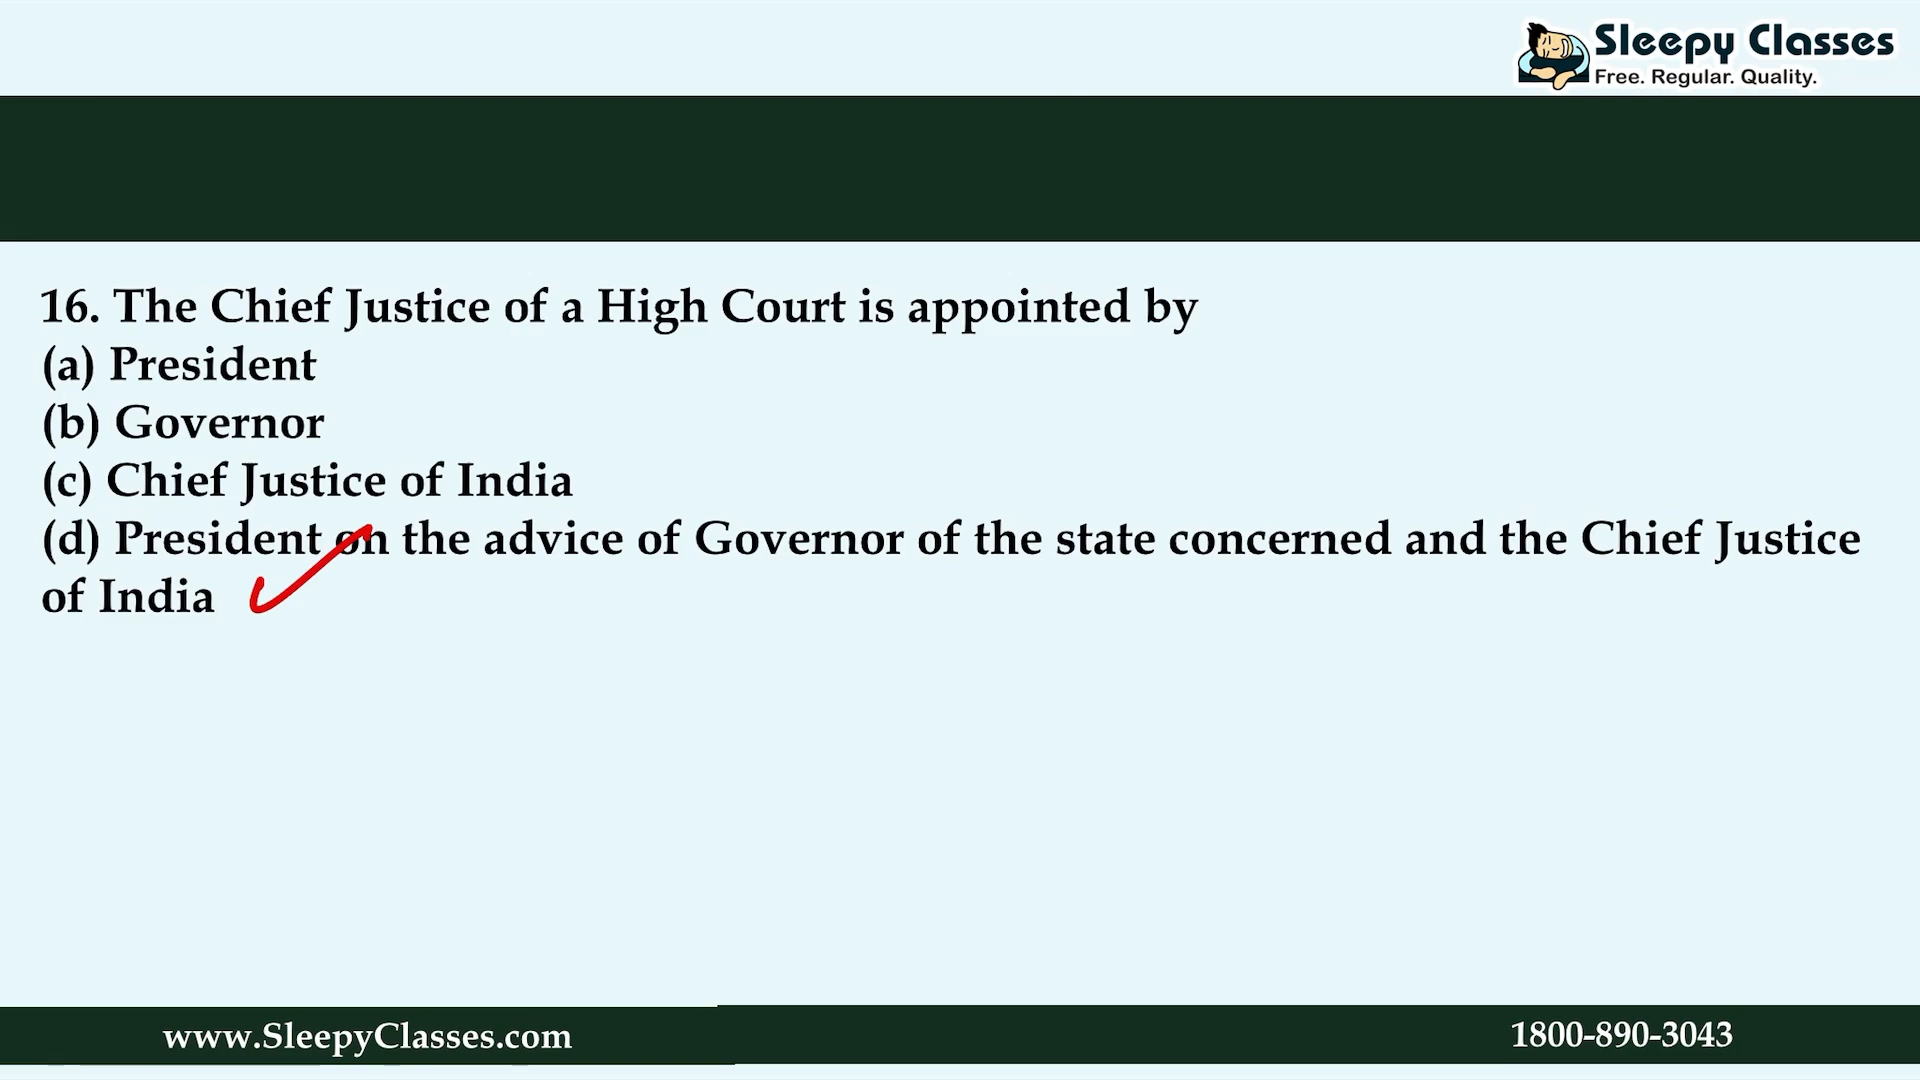 Sleepy Classes
Free. Regular. Quality.
16. The Chief Justice of a High Court is appointed by
(a) President
(b) Governor
(c) Chief Justice of India
(d) President on the advice of Governor of the state concerned and the Chief Justice
of India
www.SleepyClasses.com
1800-890-3043